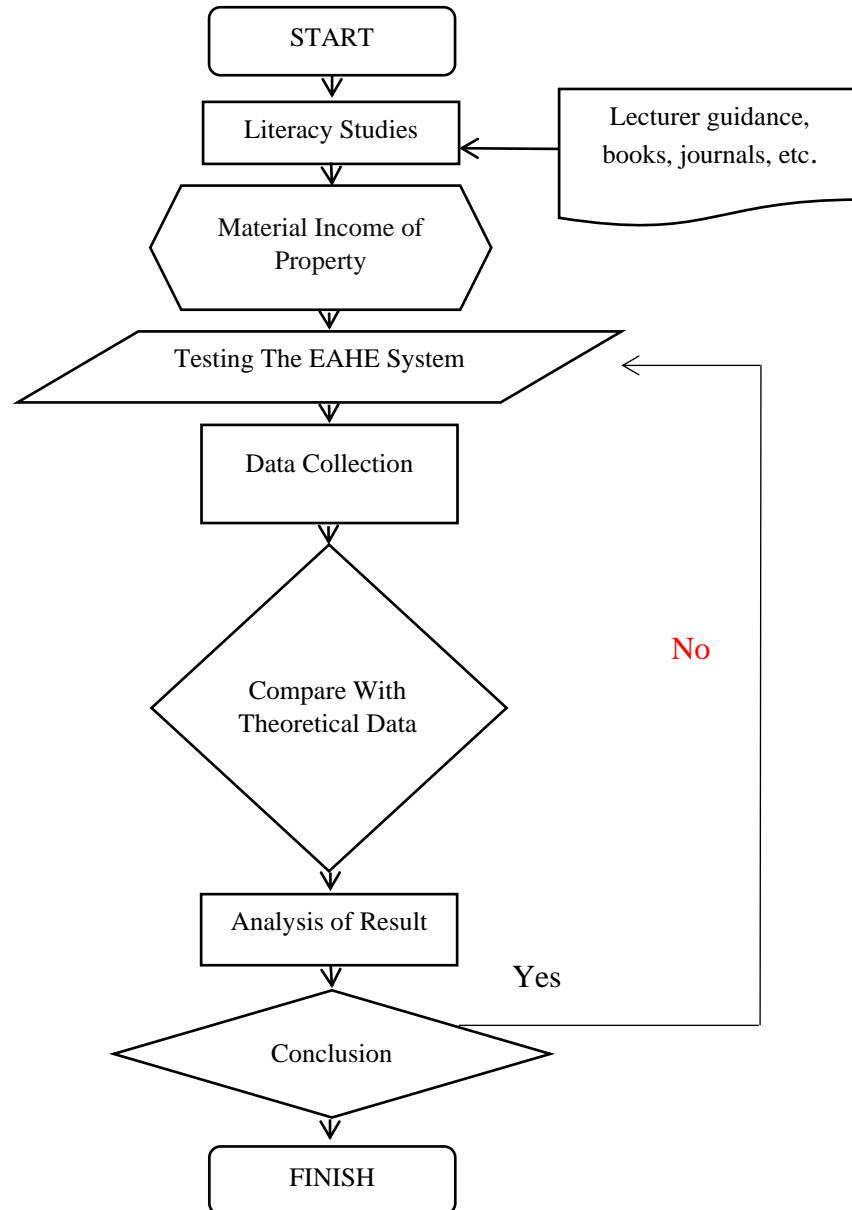 START
Literacy Studies
Lecturer guidance,
books, journals, etc.
Material Income of
Property
Testing The EAHE System
Data Collection
No
Compare With
Theoretical Data
Analysis of Result
Yes
Conclusion
FINISH